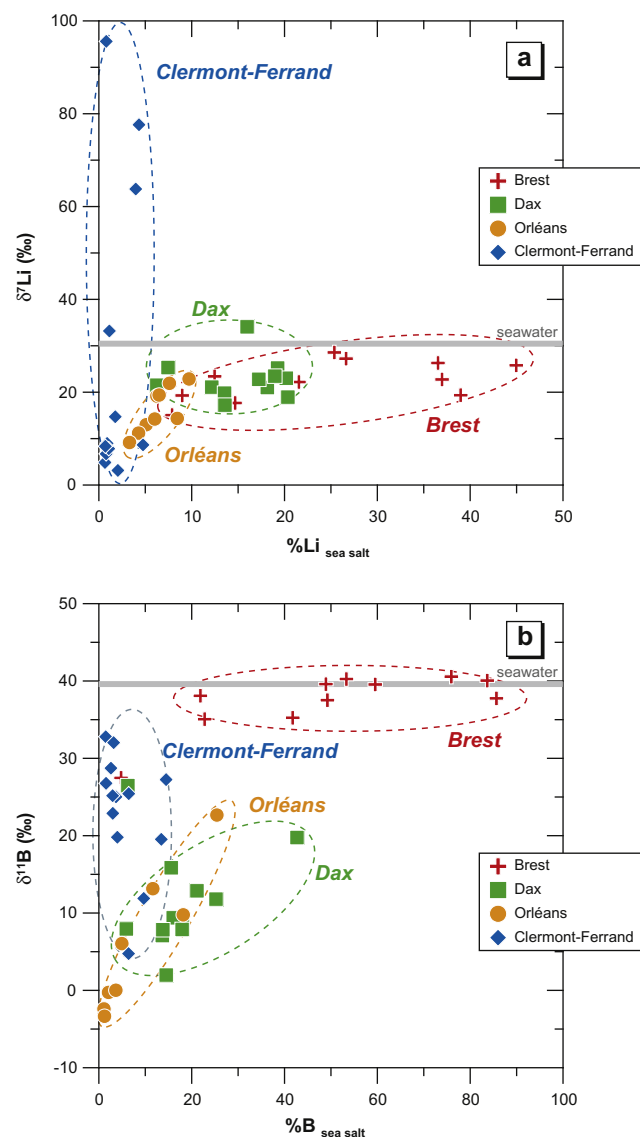 a
100
80
60
40
20
0
δ⁷Li (‰)
Clermont-Ferrand
Dax
Orléans
Brest
seawater
Brest
Dax
Orléans
Clermont-Ferrand
0 10 20 30 40 50
%Li sea salt
b
50
40
30
20
10
0
-10
δ¹¹B (‰)
seawater
Brest
Clermont-Ferrand
Orléans
Dax
Brest
Dax
Orléans
Clermont-Ferrand
0 20 40 60 80 100
%B sea salt